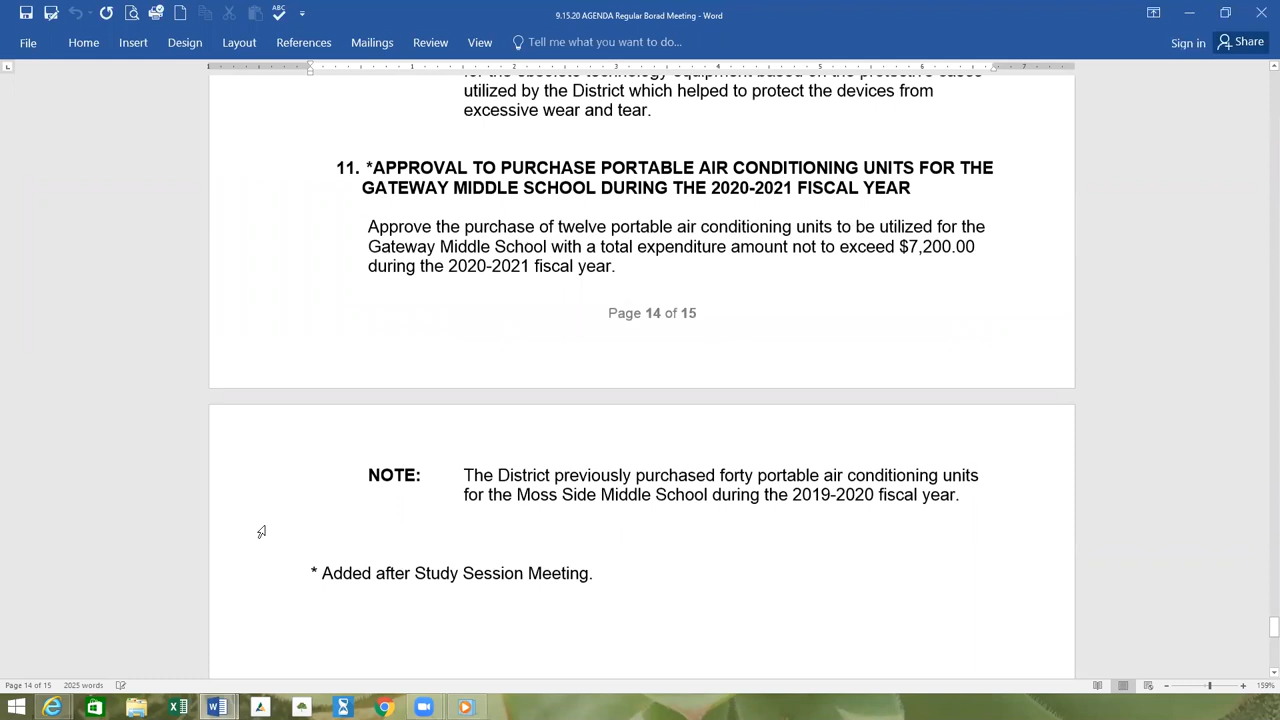 9.15.20 AGENDA Regular Borad Meeting - Word
File Home Insert Design Layout References Mailings Review View Tell me what you want to do... Sign in Share
utilized by the District which helped to protect the devices from
excessive wear and tear.
11. *APPROVAL TO PURCHASE PORTABLE AIR CONDITIONING UNITS FOR THE
GATEWAY MIDDLE SCHOOL DURING THE 2020-2021 FISCAL YEAR
Approve the purchase of twelve portable air conditioning units to be utilized for the
Gateway Middle School with a total expenditure amount not to exceed $7,200.00
during the 2020-2021 fiscal year.
Page 14 of 15
NOTE: The District previously purchased forty portable air conditioning units
for the Moss Side Middle School during the 2019-2020 fiscal year.
* Added after Study Session Meeting.
Page 14 of 15 2025 words 159%